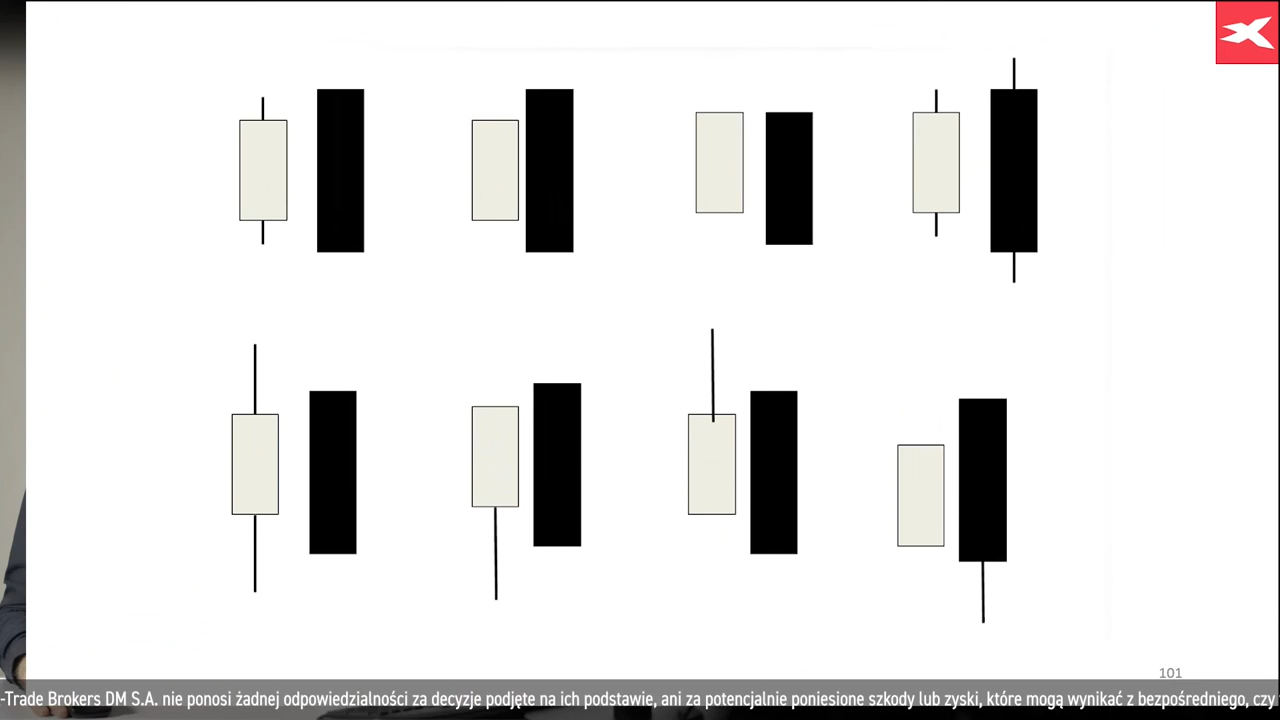 101
-Trade Brokers DM S.A. nie ponosi żadnej odpowiedzialności za decyzje podjęte na ich podstawie, ani za potencjalnie poniesione szkody lub zyski, które mogą wynikać z bezpośredniego, czy